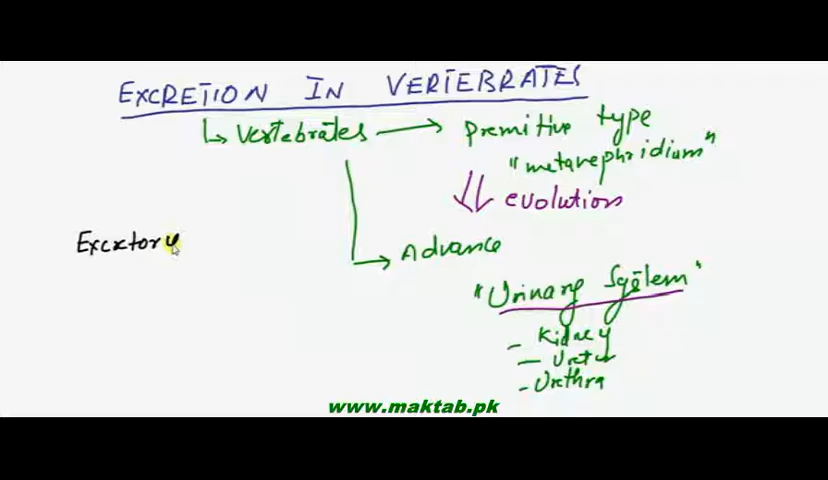 EXCRETION IN VERTEBRATES
Vertebrates
Premitive type
"metanephridium"
evolution
Excretory
Advance
"Urinary System"
- Kidney
- Ureter
- Urethra
www.maktab.pk